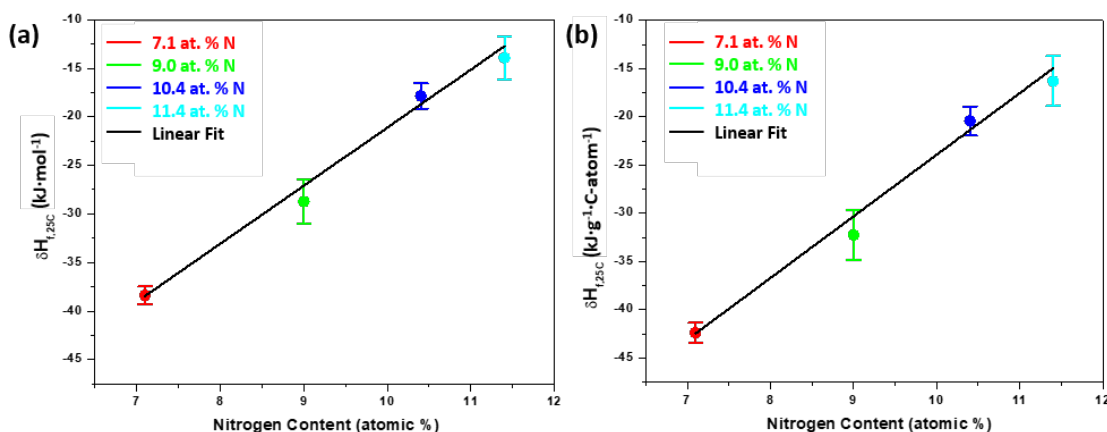 (a)
-10
-15
-20
-25
-30
-35
-40
-45
δH_f,25C (kJ·mol⁻¹)
7.1 at. % N
9.0 at. % N
10.4 at. % N
11.4 at. % N
Linear Fit
7 8 9 10 11 12
Nitrogen Content (atomic %)
(b)
-10
-15
-20
-25
-30
-35
-40
-45
δH_f,25C (kJ·g⁻¹·C-atom⁻¹)
7.1 at. % N
9.0 at. % N
10.4 at. % N
11.4 at. % N
Linear Fit
7 8 9 10 11 12
Nitrogen Content (atomic %)